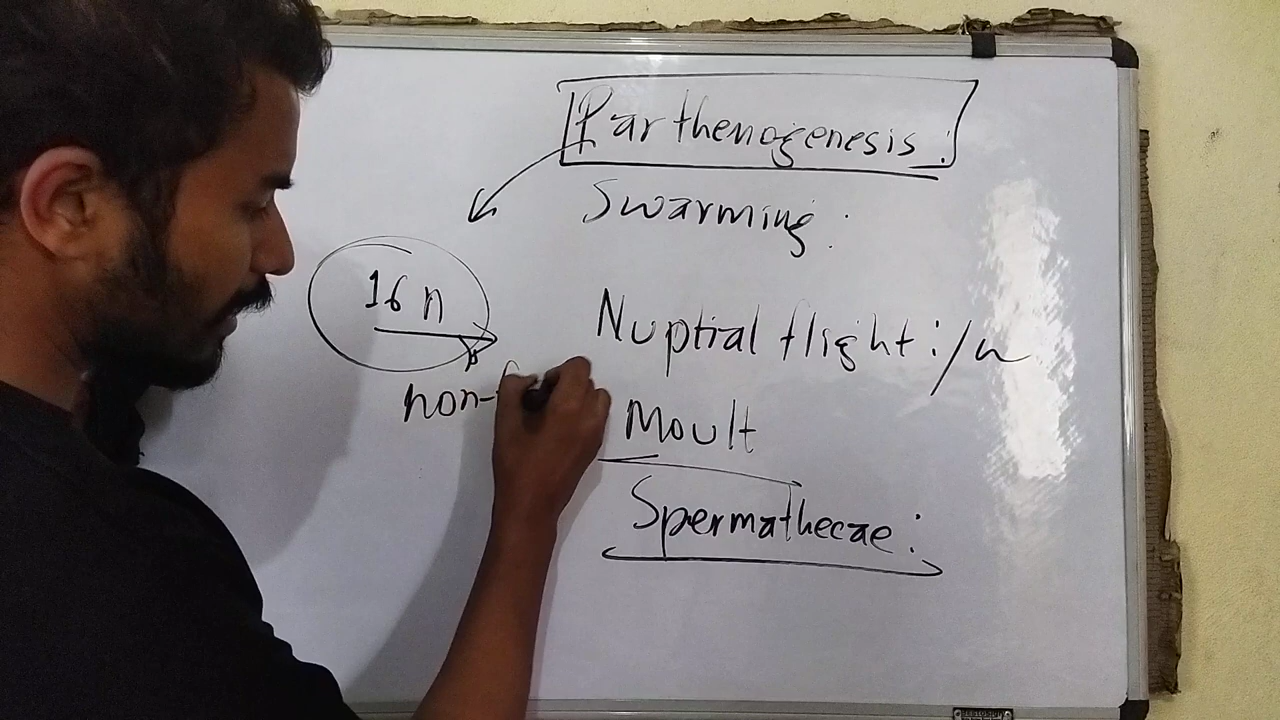 Parthenogenesis :
Swarming :
16 n
Nuptial flight : / n
non-
Moult
Spermathecae :